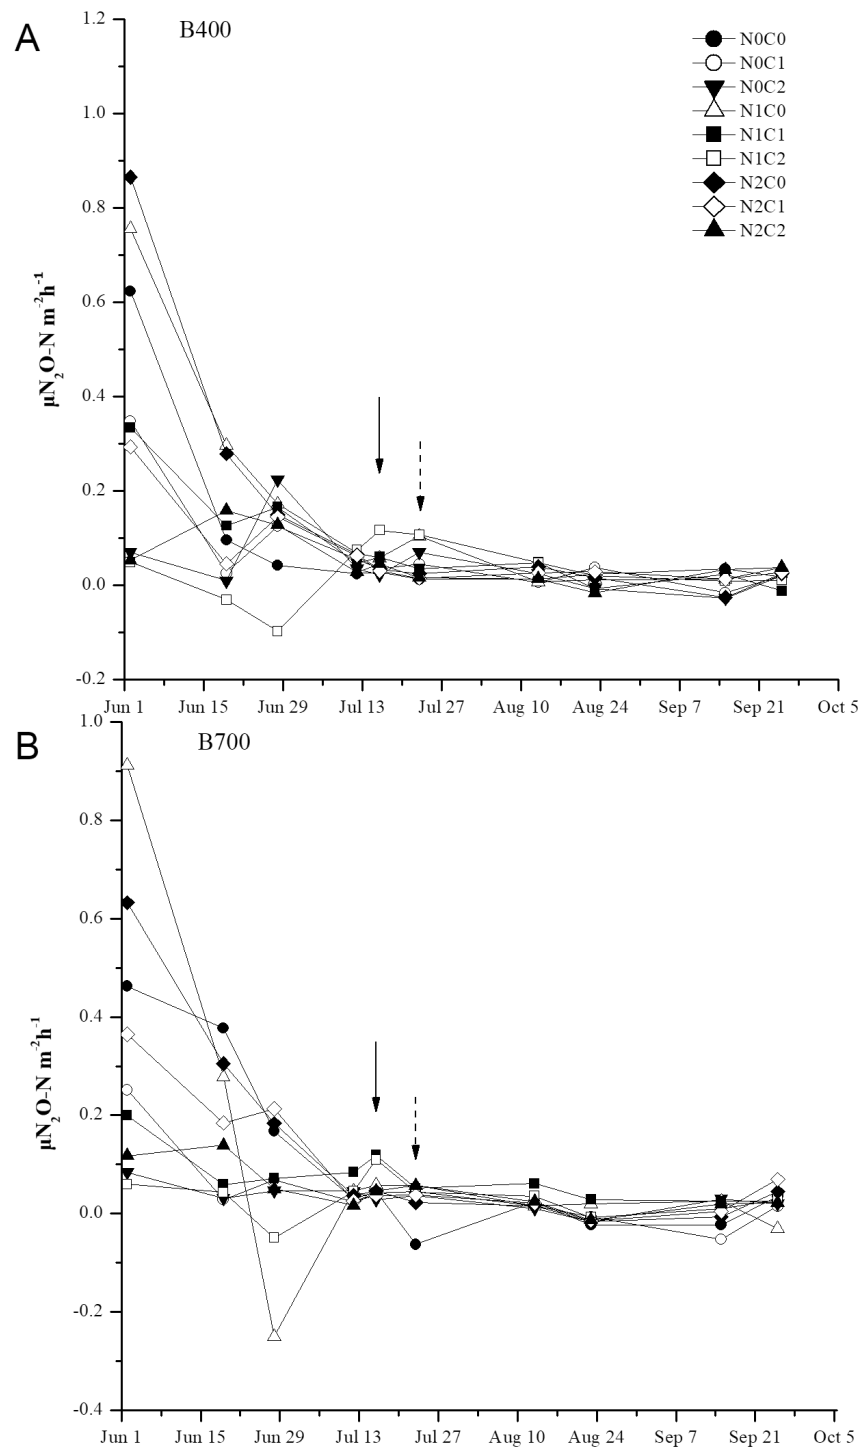 A
B400
1.2
1.0
0.8
0.6
0.4
0.2
0.0
-0.2
µN2O-N m-2h-1
N0C0
N0C1
N0C2
N1C0
N1C1
N1C2
N2C0
N2C1
N2C2
Jun 1 Jun 15 Jun 29 Jul 13 Jul 27 Aug 10 Aug 24 Sep 7 Sep 21 Oct 5
B
B700
1.0
0.8
0.6
0.4
0.2
0.0
-0.2
-0.4
µN2O-N m-2h-1
Jun 1 Jun 15 Jun 29 Jul 13 Jul 27 Aug 10 Aug 24 Sep 7 Sep 21 Oct 5